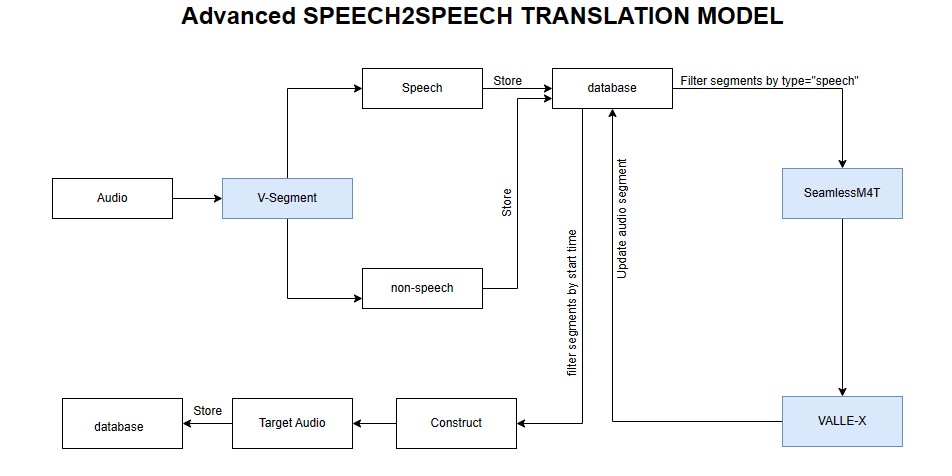 Advanced SPEECH2SPEECH TRANSLATION MODEL
Speech
Store
database
Filter segments by type="speech"
Audio
V-Segment
SeamlessM4T
Store
Update audio segment
filter segments by start time
non-speech
database
Store
Target Audio
Construct
VALLE-X